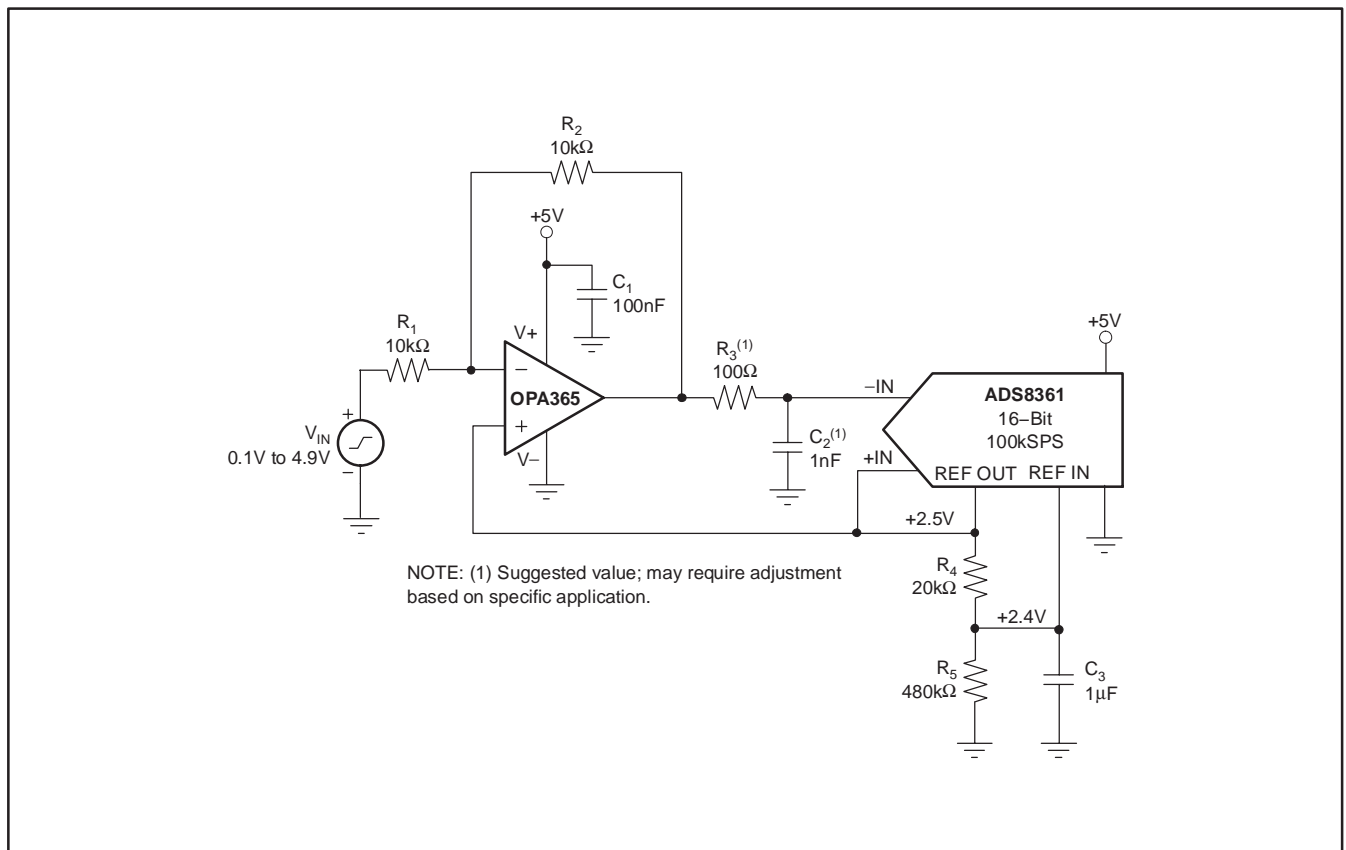 R2
10kΩ
+5V
C1
100nF
R1
10kΩ
V+
R3(1)
100Ω
+5V
−
OPA365
+
V−
−IN
ADS8361
16−Bit
100kSPS
+
VIN
0.1V to 4.9V
−
C2(1)
1nF
+IN
REF OUT REF IN
+2.5V
NOTE: (1) Suggested value; may require adjustment
based on specific application.
R4
20kΩ
+2.4V
R5
480kΩ
C3
1µF